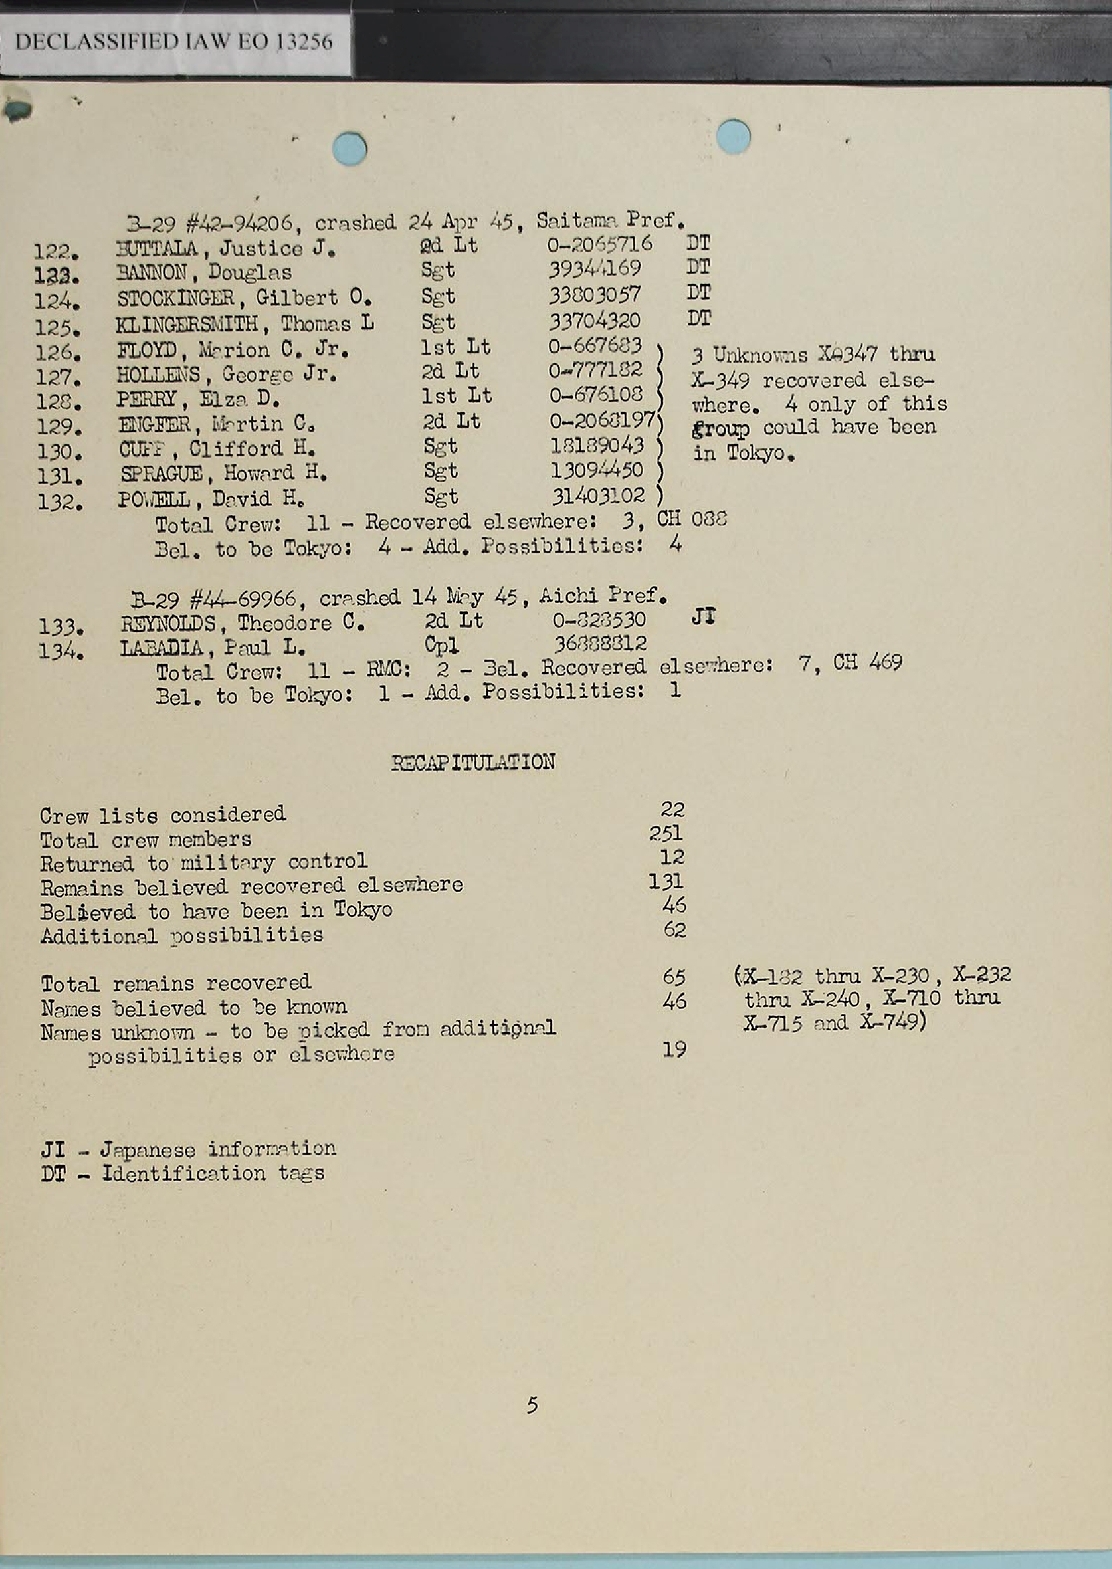 DECLASSIFIED IAW EO 13256
B-29 #42-94206, crashed 24 Apr 45, Saitama Pref.
122. BUTTALA, Justice J. 2d Lt 0-2065716 DT
123. BANNON, Douglas Sgt 39344169 DT
124. STOCKINGER, Gilbert O. Sgt 33803057 DT
125. KLINGERSMITH, Thomas L Sgt 33704320 DT
126. FLOYD, Marion C. Jr. 1st Lt 0-667683 )
127. HOLLENS, George Jr. 2d Lt 0-777182 )
128. PERRY, Elza D. 1st Lt 0-676108 )
129. ENGFER, Martin C. 2d Lt 0-2068197)
130. CUFF, Clifford H. Sgt 18189043 )
131. SPRAGUE, Howard H. Sgt 13094450 )
132. POWELL, David H. Sgt 31403102 )
3 Unknowns X-347 thru
X-349 recovered else-
where. 4 only of this
group could have been
in Tokyo.
Total Crew: 11 - Recovered elsewhere: 3, CH 088
Bel. to be Tokyo: 4 - Add. Possibilities: 4
B-29 #44-69966, crashed 14 May 45, Aichi Pref.
133. REYNOLDS, Theodore C. 2d Lt 0-828530 JI
134. LABADIA, Paul L. Cpl 36888812
Total Crew: 11 - RMC: 2 - Bel. Recovered elsewhere: 7, CH 469
Bel. to be Tokyo: 1 - Add. Possibilities: 1
RECAPITULATION
Crew lists considered 22
Total crew members 251
Returned to military control 12
Remains believed recovered elsewhere 131
Believed to have been in Tokyo 46
Additional possibilities 62
Total remains recovered 65 (X-182 thru X-230, X-232
Names believed to be known 46 thru X-240, X-710 thru
Names unknown - to be picked from additional X-715 and X-749)
possibilities or elsewhere 19
JI - Japanese information
DT - Identification tags
5